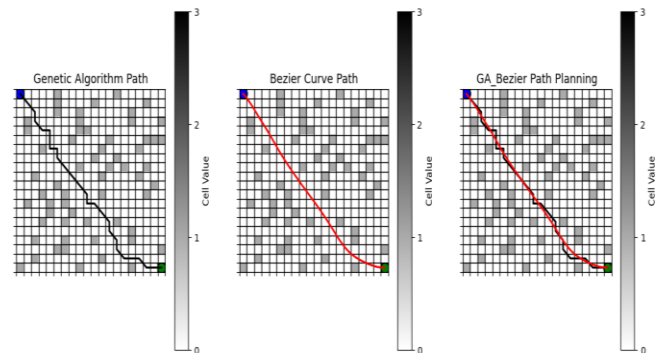 Genetic Algorithm Path
3
2
1
0
Cell Value
Bezier Curve Path
3
2
1
0
Cell Value
GA_Bezier Path Planning
3
2
1
0
Cell Value